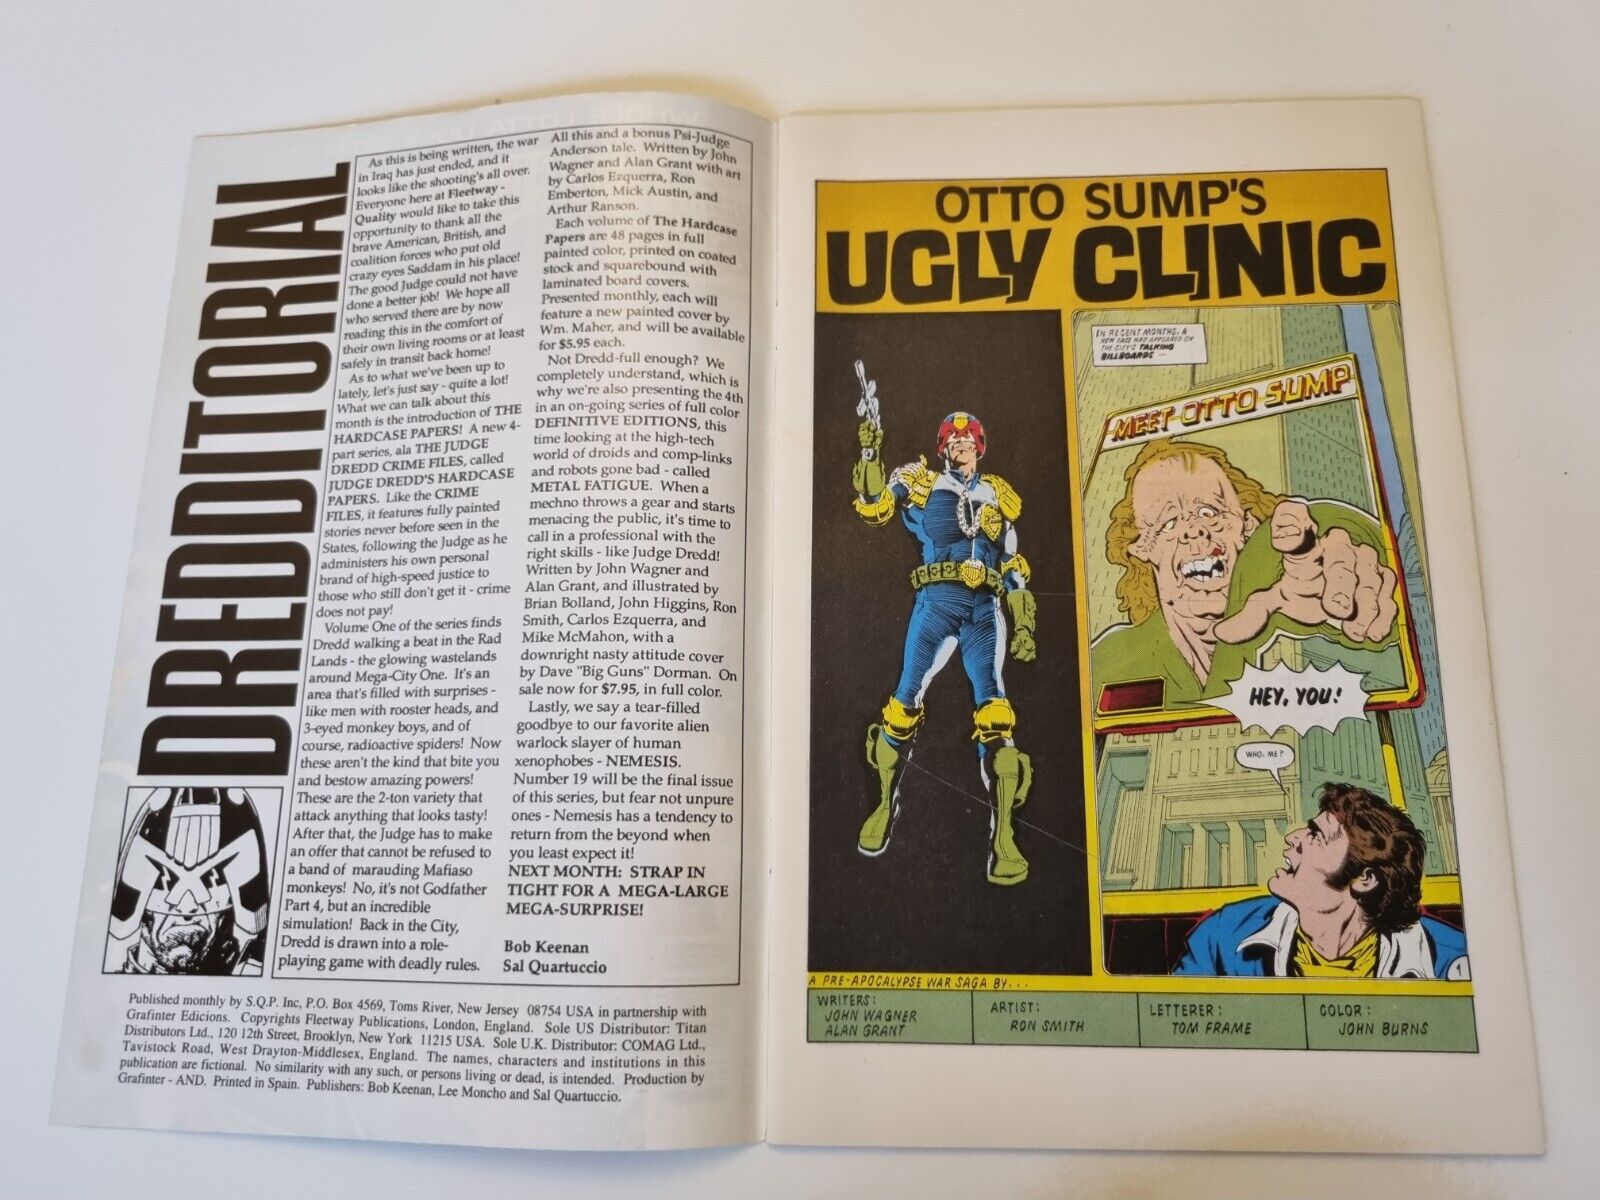 DREDDITORIAL
As this is being written, the war
in Iraq has just ended, and it
looks like the shooting's all over.
Everyone here at Fleetway -
Quality would like to take this
opportunity to thank all the
brave American, British, and
coalition forces who put old
crazy eyes Saddam in his place!
The good Judge could not have
done a better job! We hope all
who served there are by now
reading this in the comfort of
their own living rooms or at least
safely in transit back home!
As to what we've been up to
lately, let's just say - quite a lot!
What we can talk about this
month is the introduction of THE
HARDCASE PAPERS! A new 4-
part series, ala THE JUDGE
DREDD CRIME FILES, called
JUDGE DREDD'S HARDCASE
PAPERS. Like the CRIME
FILES, it features fully painted
stories never before seen in the
States, following the Judge as he
administers his own personal
brand of high-speed justice to
those who still don't get it - crime
does not pay!
Volume One of the series finds
Dredd walking a beat in the Rad
Lands - the glowing wastelands
around Mega-City One. It's an
area that's filled with surprises -
like men with rooster heads, and
3-eyed monkey boys, and of
course, radioactive spiders! Now
these aren't the kind that bite you
and bestow amazing powers!
These are the 2-ton variety that
attack anything that looks tasty!
After that, the Judge has to make
an offer that cannot be refused to
a band of marauding Mafiaso
monkeys! No, it's not Godfather
Part 4, but an incredible
simulation! Back in the City,
Dredd is drawn into a role-
playing game with deadly rules.
All this and a bonus Psi-Judge
Anderson tale. Written by John
Wagner and Alan Grant with art
by Carlos Ezquerra, Ron
Emberton, Mick Austin, and
Arthur Ranson.
Each volume of The Hardcase
Papers are 48 pages in full
painted color, printed on coated
stock and squarebound with
laminated board covers.
Presented monthly, each will
feature a new painted cover by
Wm. Maher, and will be available
for $5.95 each.
Not Dredd-full enough? We
completely understand, which is
why we're also presenting the 4th
in an on-going series of full color
DEFINITIVE EDITIONS, this
time looking at the high-tech
world of droids and comp-links
and robots gone bad - called
METAL FATIGUE. When a
mechno throws a gear and starts
menacing the public, it's time to
call in a professional with the
right skills - like Judge Dredd!
Written by John Wagner and
Alan Grant, and illustrated by
Brian Bolland, John Higgins, Ron
Smith, Carlos Ezquerra, and
Mike McMahon, with a
downright nasty attitude cover
by Dave "Big Guns" Dorman. On
sale now for $7.95, in full color.
Lastly, we say a tear-filled
goodbye to our favorite alien
warlock slayer of human
xenophobes - NEMESIS.
Number 19 will be the final issue
of this series, but fear not unpure
ones - Nemesis has a tendency to
return from the beyond when
you least expect it!
NEXT MONTH: STRAP IN
TIGHT FOR A MEGA-LARGE
MEGA-SURPRISE!
Bob Keenan
Sal Quartuccio
Published monthly by S.Q.P. Inc, P.O. Box 4569, Toms River, New Jersey 08754 USA in partnership with
Grafinter Edicions. Copyrights Fleetway Publications, London, England. Sole US Distributor: Titan
Distributors Ltd., 120 12th Street, Brooklyn, New York 11215 USA. Sole U.K. Distributor: COMAG Ltd.,
Tavistock Road, West Drayton-Middlesex, England. The names, characters and institutions in this
publication are fictional. No similarity with any such, or persons living or dead, is intended. Production by
Grafinter - AND. Printed in Spain. Publishers: Bob Keenan, Lee Moncho and Sal Quartuccio.
OTTO SUMP'S
UGLY CLINIC
IN RECENT MONTHS, A
NEW FACE HAD APPEARED ON
THE CITY'S TALKING
BILLBOARDS —
MEET OTTO SUMP
HEY, YOU!
WHO, ME?
1
A PRE-APOCALYPSE WAR SAGA BY...
WRITERS:
JOHN WAGNER
ALAN GRANT
ARTIST:
RON SMITH
LETTERER:
TOM FRAME
COLOR:
JOHN BURNS